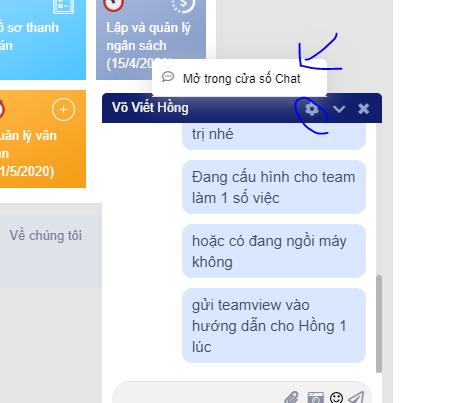 sơ thanh
án
Lập và quản lý
ngân sách
(15/4/20
Mở trong cửa sổ Chat
Võ Viết Hồng
trị nhé
uản lý văn
ản
1/5/2020)
Đang cấu hình cho team
làm 1 số việc
Về chúng tôi
hoặc có đang ngồi máy
không
gửi teamview vào
hướng dẫn cho Hồng 1
lúc